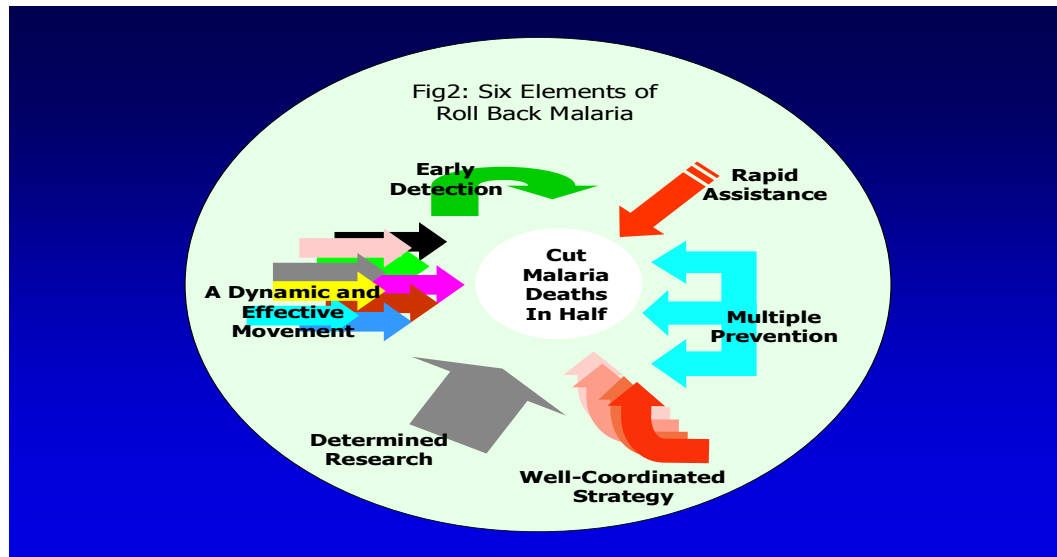 Fig2: Six Elements of
Roll Back Malaria
Early
Detection
Rapid
Assistance
Cut
Malaria
Deaths
In Half
A Dynamic and
Effective
Movement
Multiple
Prevention
Determined
Research
Well-Coordinated
Strategy